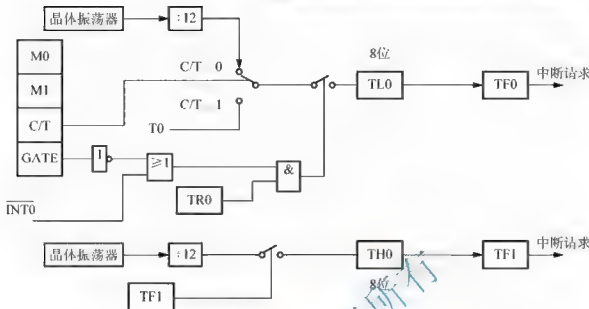 晶体振荡器
÷12
M0
M1
C/T
GATE
C/T 0
C/T 1
T0
1
≥1
INT0
TR0
&
8位
TL0
TF0
中断请求
晶体振荡器
÷12
TF1
TH0
8位
TF1
中断请求
所行